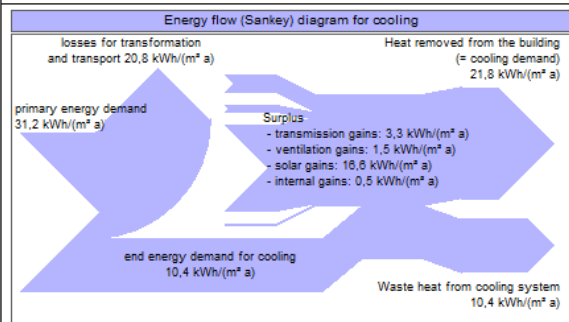 Energy flow (Sankey) diagram for cooling
losses for transformation
and transport 20,8 kWh/(m² a)
Heat removed from the building
(= cooling demand)
21,8 kWh/(m² a)
primary energy demand
31,2 kWh/(m² a)
Surplus
- transmission gains: 3,3 kWh/(m² a)
- ventilation gains: 1,5 kWh/(m² a)
- solar gains: 16,6 kWh/(m² a)
- internal gains: 0,5 kWh/(m² a)
end energy demand for cooling
10,4 kWh/(m² a)
Waste heat from cooling system
10,4 kWh/(m² a)